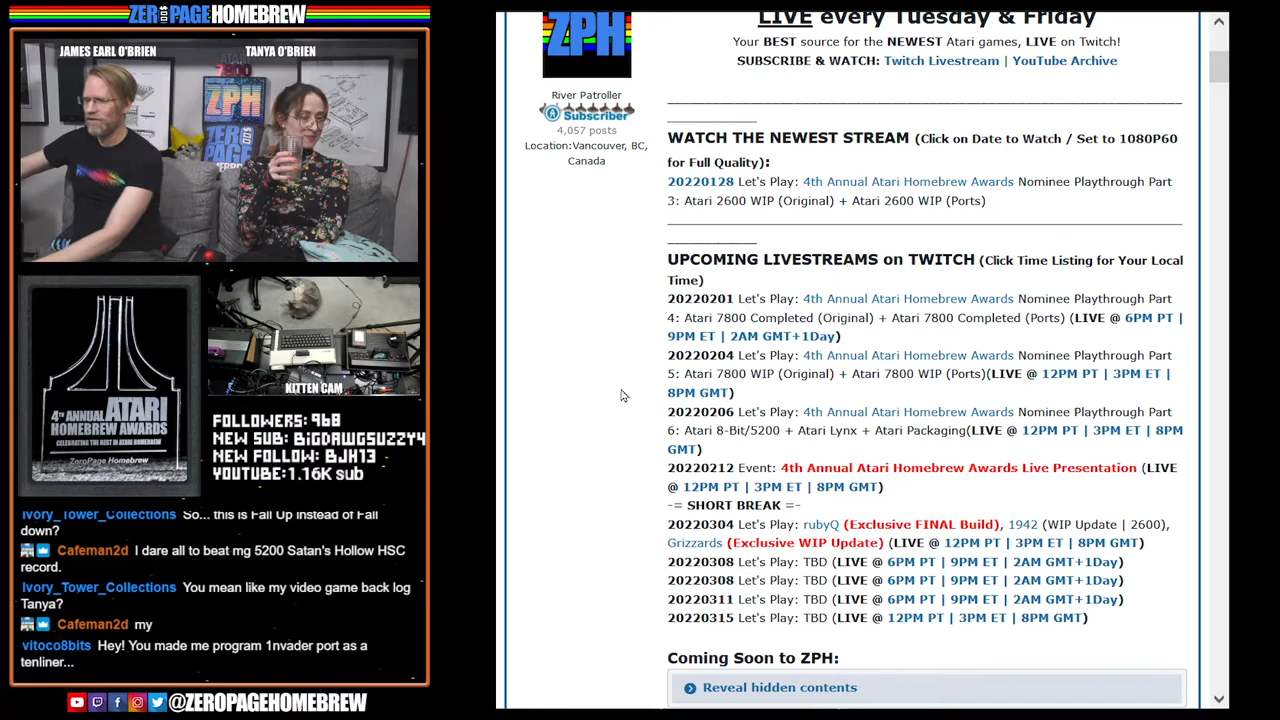 ZEROPAGEHOMEBREW
JAMES EARL O'BRIEN
TANYA O'BRIEN
ZPH
ZERO
PAGE
4TH ANNUAL ATARI
HOMEBREW AWARDS
CELEBRATING THE BEST IN ATARI HOMEBREW
ZeroPage Homebrew
KITTEN CAM
FOLLOWERS: 968
NEW SUB: BIGDAWGSUZZY4
NEW FOLLOW: BJH13
YOUTUBE: 1.16K sub
Ivory_Tower_Collections So... this is Fall Up instead of Fall
down?
Cafeman2d I dare all to beat mg 5200 Satan's Hollow HSC
record.
Ivory_Tower_Collections You mean like my video game back log
Tanya?
Cafeman2d my
vitoco8bits Hey! You made me program 1nvader port as a
tenliner...
@ZEROPAGEHOMEBREW
ZPH
River Patroller
Subscriber
4,057 posts
Location:Vancouver, BC,
Canada
LIVE every Tuesday & Friday
Your BEST source for the NEWEST Atari games, LIVE on Twitch!
SUBSCRIBE & WATCH: Twitch Livestream | YouTube Archive
WATCH THE NEWEST STREAM (Click on Date to Watch / Set to 1080P60
for Full Quality):
20220128 Let's Play: 4th Annual Atari Homebrew Awards Nominee Playthrough Part
3: Atari 2600 WIP (Original) + Atari 2600 WIP (Ports)
UPCOMING LIVESTREAMS on TWITCH (Click Time Listing for Your Local
Time)
20220201 Let's Play: 4th Annual Atari Homebrew Awards Nominee Playthrough Part
4: Atari 7800 Completed (Original) + Atari 7800 Completed (Ports) (LIVE @ 6PM PT |
9PM ET | 2AM GMT+1Day)
20220204 Let's Play: 4th Annual Atari Homebrew Awards Nominee Playthrough Part
5: Atari 7800 WIP (Original) + Atari 7800 WIP (Ports)(LIVE @ 12PM PT | 3PM ET |
8PM GMT)
20220206 Let's Play: 4th Annual Atari Homebrew Awards Nominee Playthrough Part
6: Atari 8-Bit/5200 + Atari Lynx + Atari Packaging(LIVE @ 12PM PT | 3PM ET | 8PM
GMT)
20220212 Event: 4th Annual Atari Homebrew Awards Live Presentation (LIVE
@ 12PM PT | 3PM ET | 8PM GMT)
-= SHORT BREAK =-
20220304 Let's Play: rubyQ (Exclusive FINAL Build), 1942 (WIP Update | 2600),
Grizzards (Exclusive WIP Update) (LIVE @ 12PM PT | 3PM ET | 8PM GMT)
20220308 Let's Play: TBD (LIVE @ 6PM PT | 9PM ET | 2AM GMT+1Day)
20220308 Let's Play: TBD (LIVE @ 6PM PT | 9PM ET | 2AM GMT+1Day)
20220311 Let's Play: TBD (LIVE @ 6PM PT | 9PM ET | 2AM GMT+1Day)
20220315 Let's Play: TBD (LIVE @ 12PM PT | 3PM ET | 8PM GMT)
Coming Soon to ZPH:
Reveal hidden contents